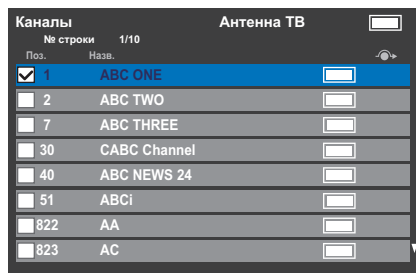 Каналы Антенна ТВ
№ строки 1/10
Поз. Назв.
1 ABC ONE
2 ABC TWO
7 ABC THREE
30 CABC Channel
40 ABC NEWS 24
51 ABCi
822 AA
823 AC